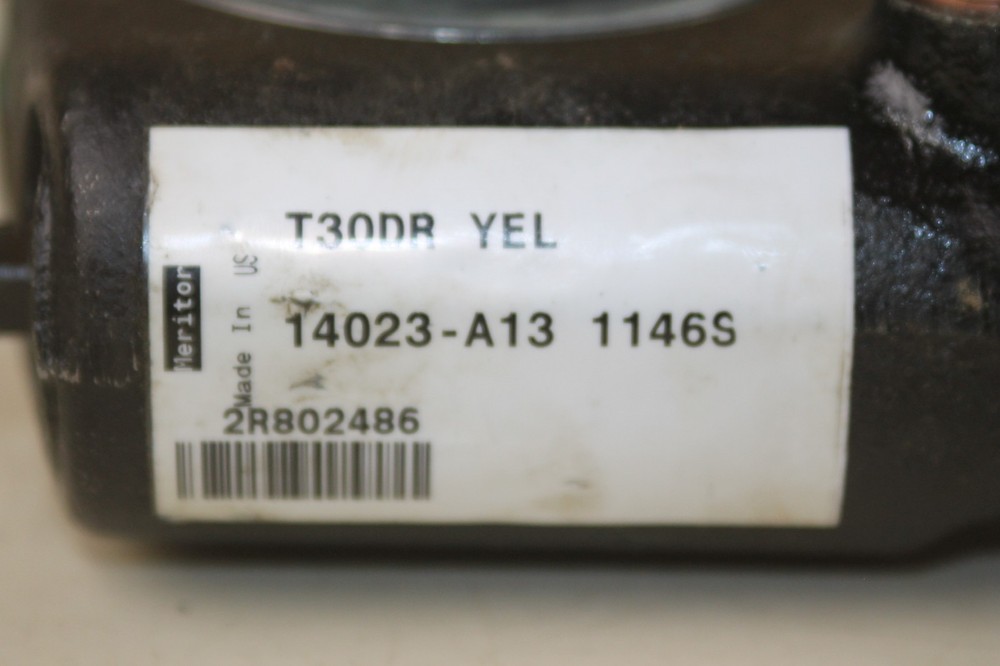 T30DR YEL
14023-A13 1146S
Meritor
Made In US
2R802486